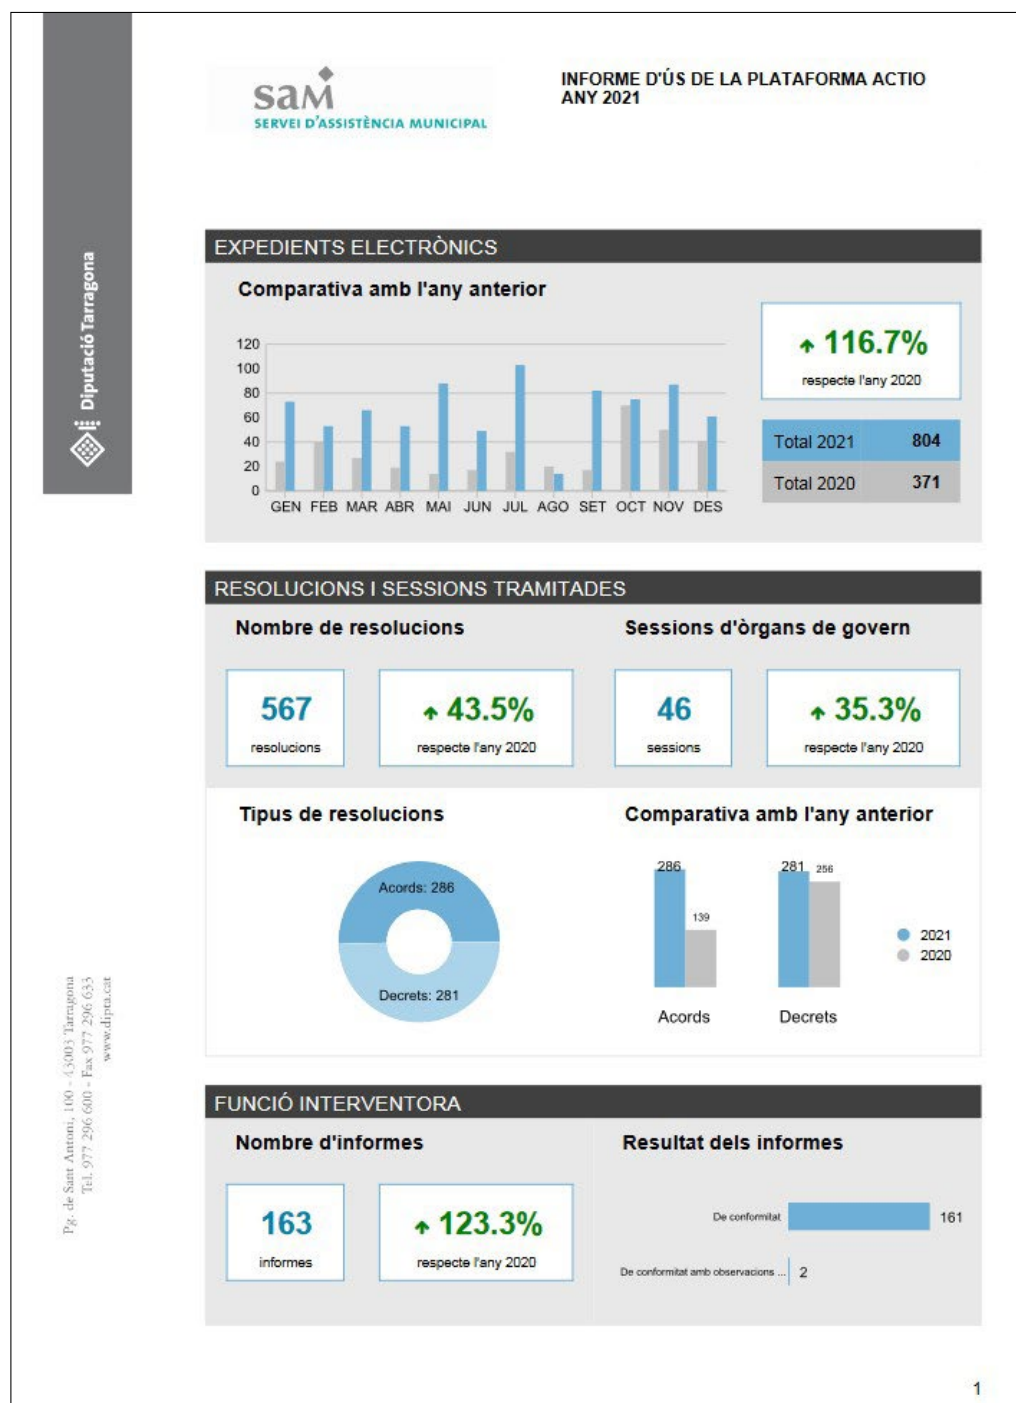 saM
SERVEI D'ASSISTÈNCIA MUNICIPAL
INFORME D'ÚS DE LA PLATAFORMA ACTIO
ANY 2021
Diputació Tarragona
EXPEDIENTS ELECTRÒNICS
Comparativa amb l'any anterior
120
100
80
60
40
20
0
GEN FEB MAR ABR MAI JUN JUL AGO SET OCT NOV DES
116.7%
respecte l'any 2020
Total 2021 804
Total 2020 371
RESOLUCIONS I SESSIONS TRAMITADES
Nombre de resolucions
567
resolucions
43.5%
respecte l'any 2020
Sessions d'òrgans de govern
46
sessions
35.3%
respecte l'any 2020
Tipus de resolucions
Acords: 286
Decrets: 281
Comparativa amb l'any anterior
286
139
281
256
Acords
Decrets
2021
2020
Pg. de Sant Antoni, 100 - 43003 Tarragona
Tel. 977 296 600 - Fax 977 296 633
www.dipta.cat
FUNCIÓ INTERVENTORA
Nombre d'informes
163
informes
123.3%
respecte l'any 2020
Resultat dels informes
De conformitat 161
De conformitat amb observacions ... 2
1